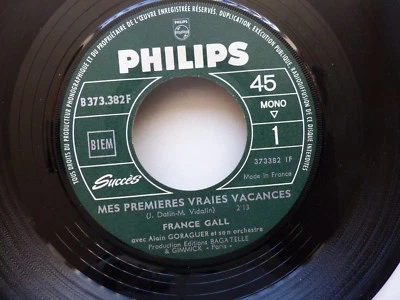 TOUS DROITS DU PRODUCTEUR PHONOGRAPHIQUE ET DU PROPRIETAIRE DE L'ŒUVRE ENREGISTREE RESERVES. DUPLICATION, EXECUTION PUBLIQUE, RADIODIFFUSION DE CE DISQUE INTERDITES
PHILIPS
PHILIPS
B 373.382 F
45
MONO
▽
1
BIEM
373382 1P
Made in France
Succès
MES PREMIERES VRAIES VACANCES
(J. Datin-M. Vidalin) 2'13
FRANCE GALL
avec Alain GORAGUER et son orchestre
Production Editions BAGATELLE
& GIMMICK « Paris »